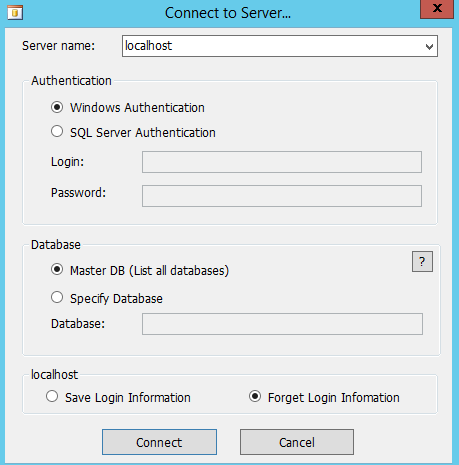 Connect to Server...
x
Server name: localhost
Authentication
Windows Authentication
SQL Server Authentication
Login:
Password:
Database
?
Master DB (List all databases)
Specify Database
Database:
localhost
Save Login Information Forget Login Infomation
Connect Cancel